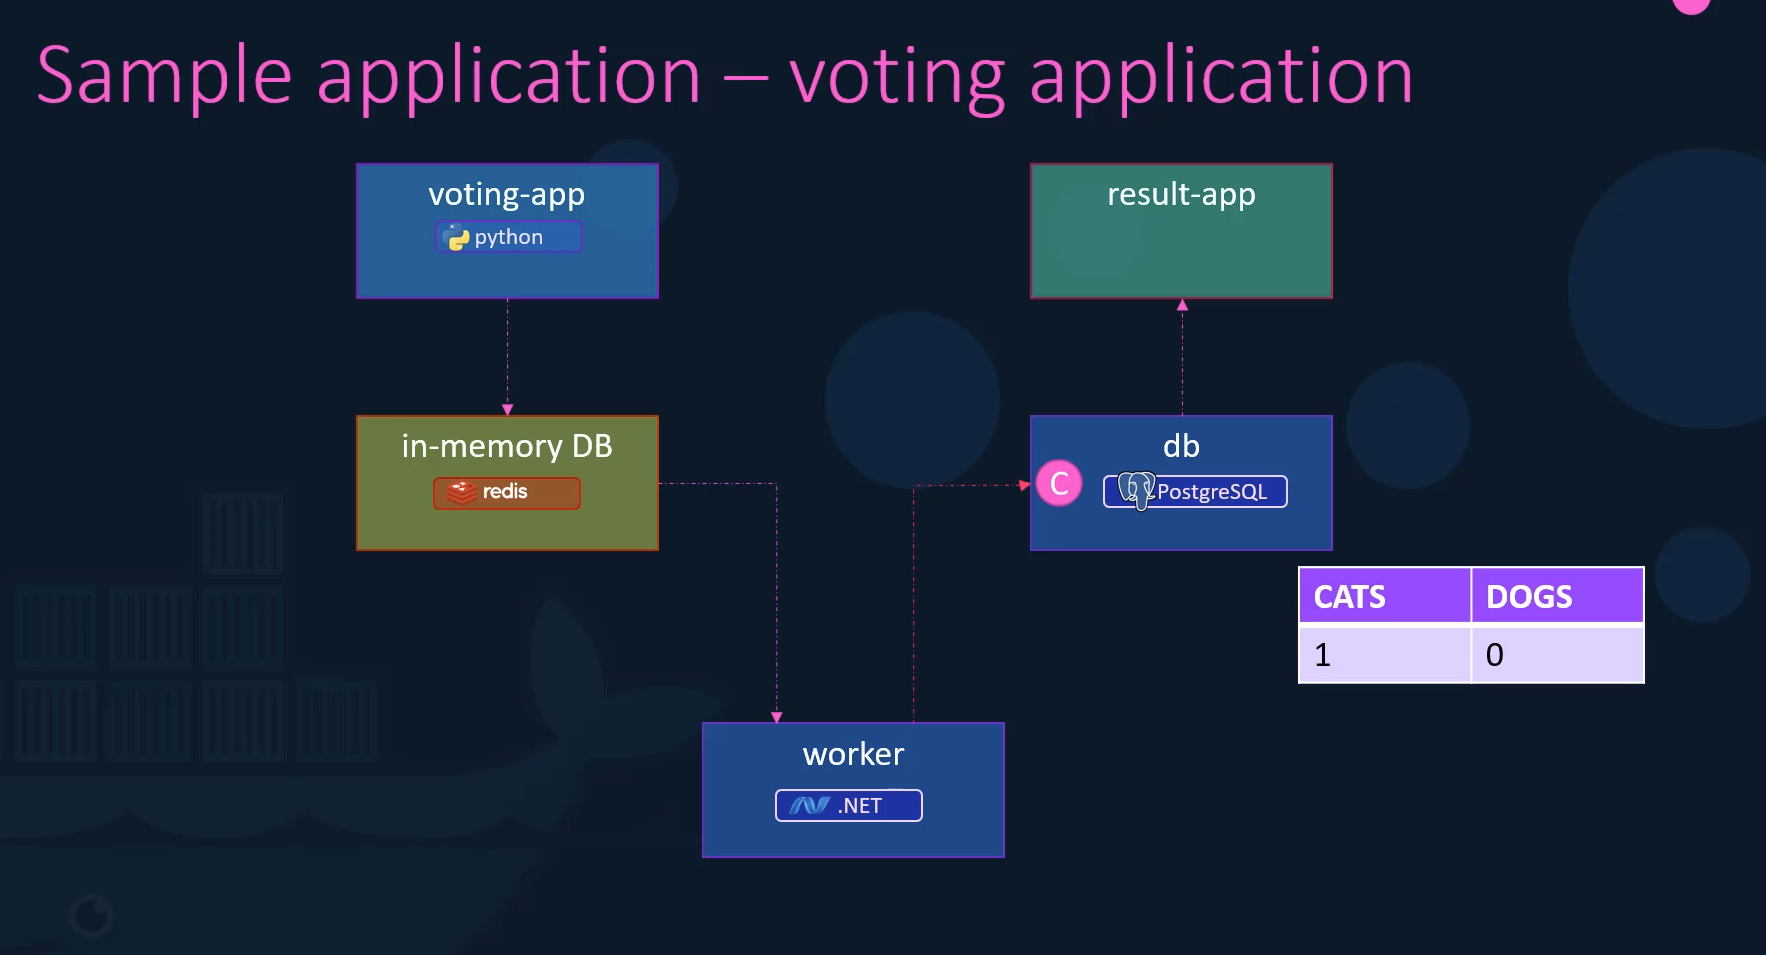 Sample application – voting application
voting-app
python
result-app
in-memory DB
redis
db
C
PostgreSQL
CATS DOGS
1 0
worker
.NET